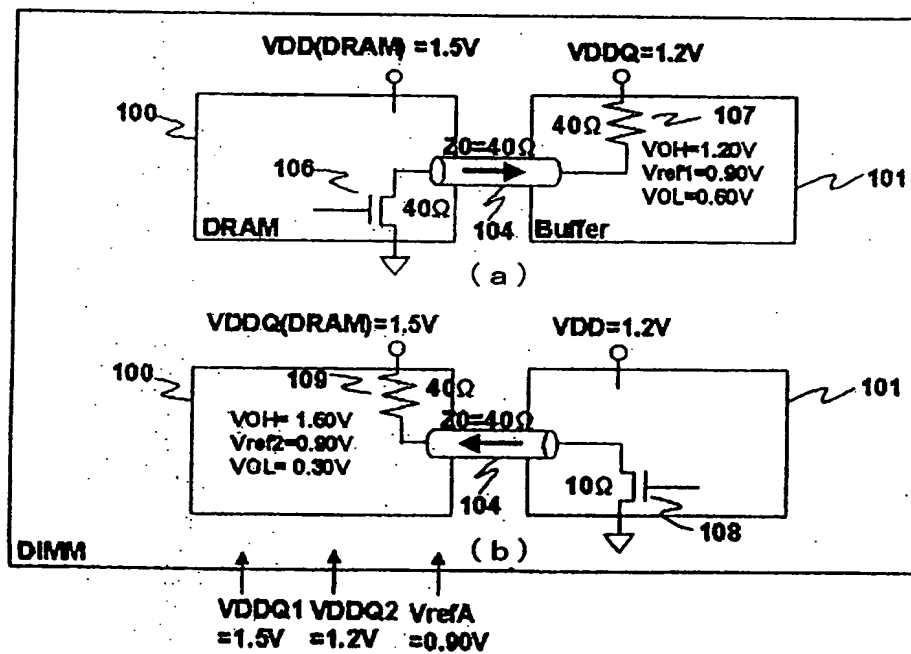 VDD(DRAM) =1.5V
VDDQ=1.2V
100
40Ω
107
Z0=40Ω
VOH=1.20V
Vref1=0.90V
VOL=0.60V
101
106
40Ω
DRAM
104
Buffer
(a)
VDDQ(DRAM)=1.5V
VDD=1.2V
100
109
40Ω
101
Z0=40Ω
VOH= 1.60V
Vref2=0.90V
VOL= 0.30V
10Ω
104
108
DIMM
(b)
VDDQ1 VDDQ2 VrefA
=1.5V =1.2V =0.90V